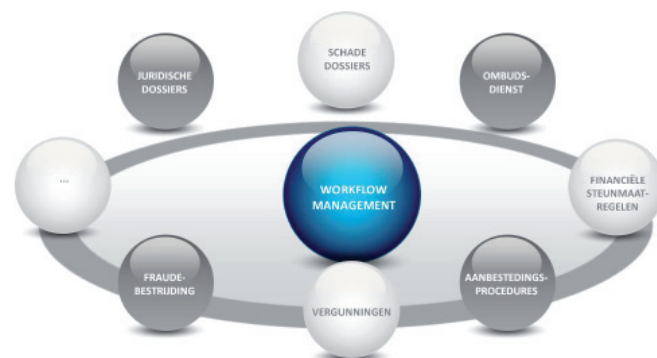 SCHADE
DOSSIERS
JURIDISCHE
DOSSIERS
OMBUDS-
DIENST
...
WORKFLOW
MANAGEMENT
FINANCIËLE
STEUNMAAT-
REGELEN
FRAUDE-
BESTRIJDING
VERGUNNINGEN
AANBESTEDINGS-
PROCEDURES